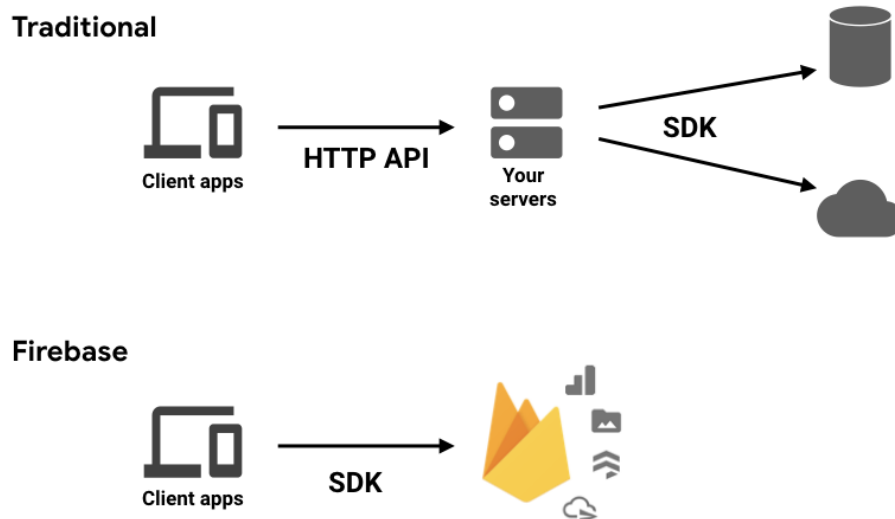 Traditional
HTTP API
SDK
Client apps
Your
servers
Firebase
SDK
Client apps